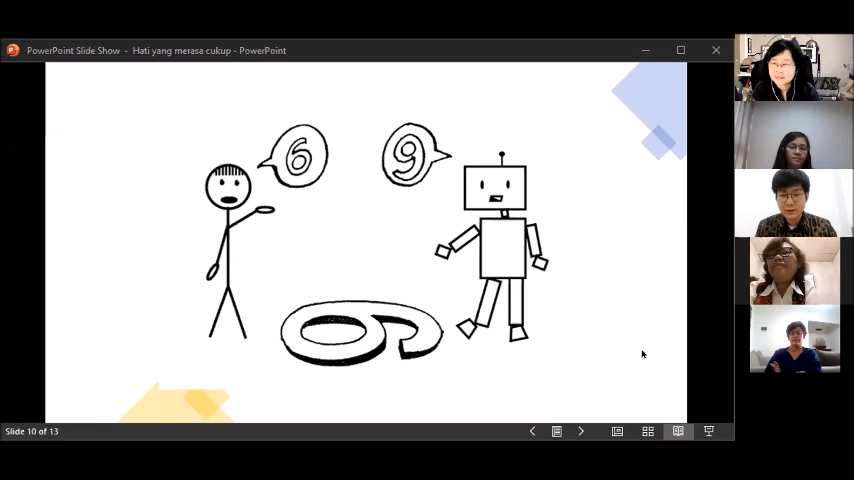 PowerPoint Slide Show - Hati yang merasa cukup - PowerPoint
6
9
Slide 10 of 13